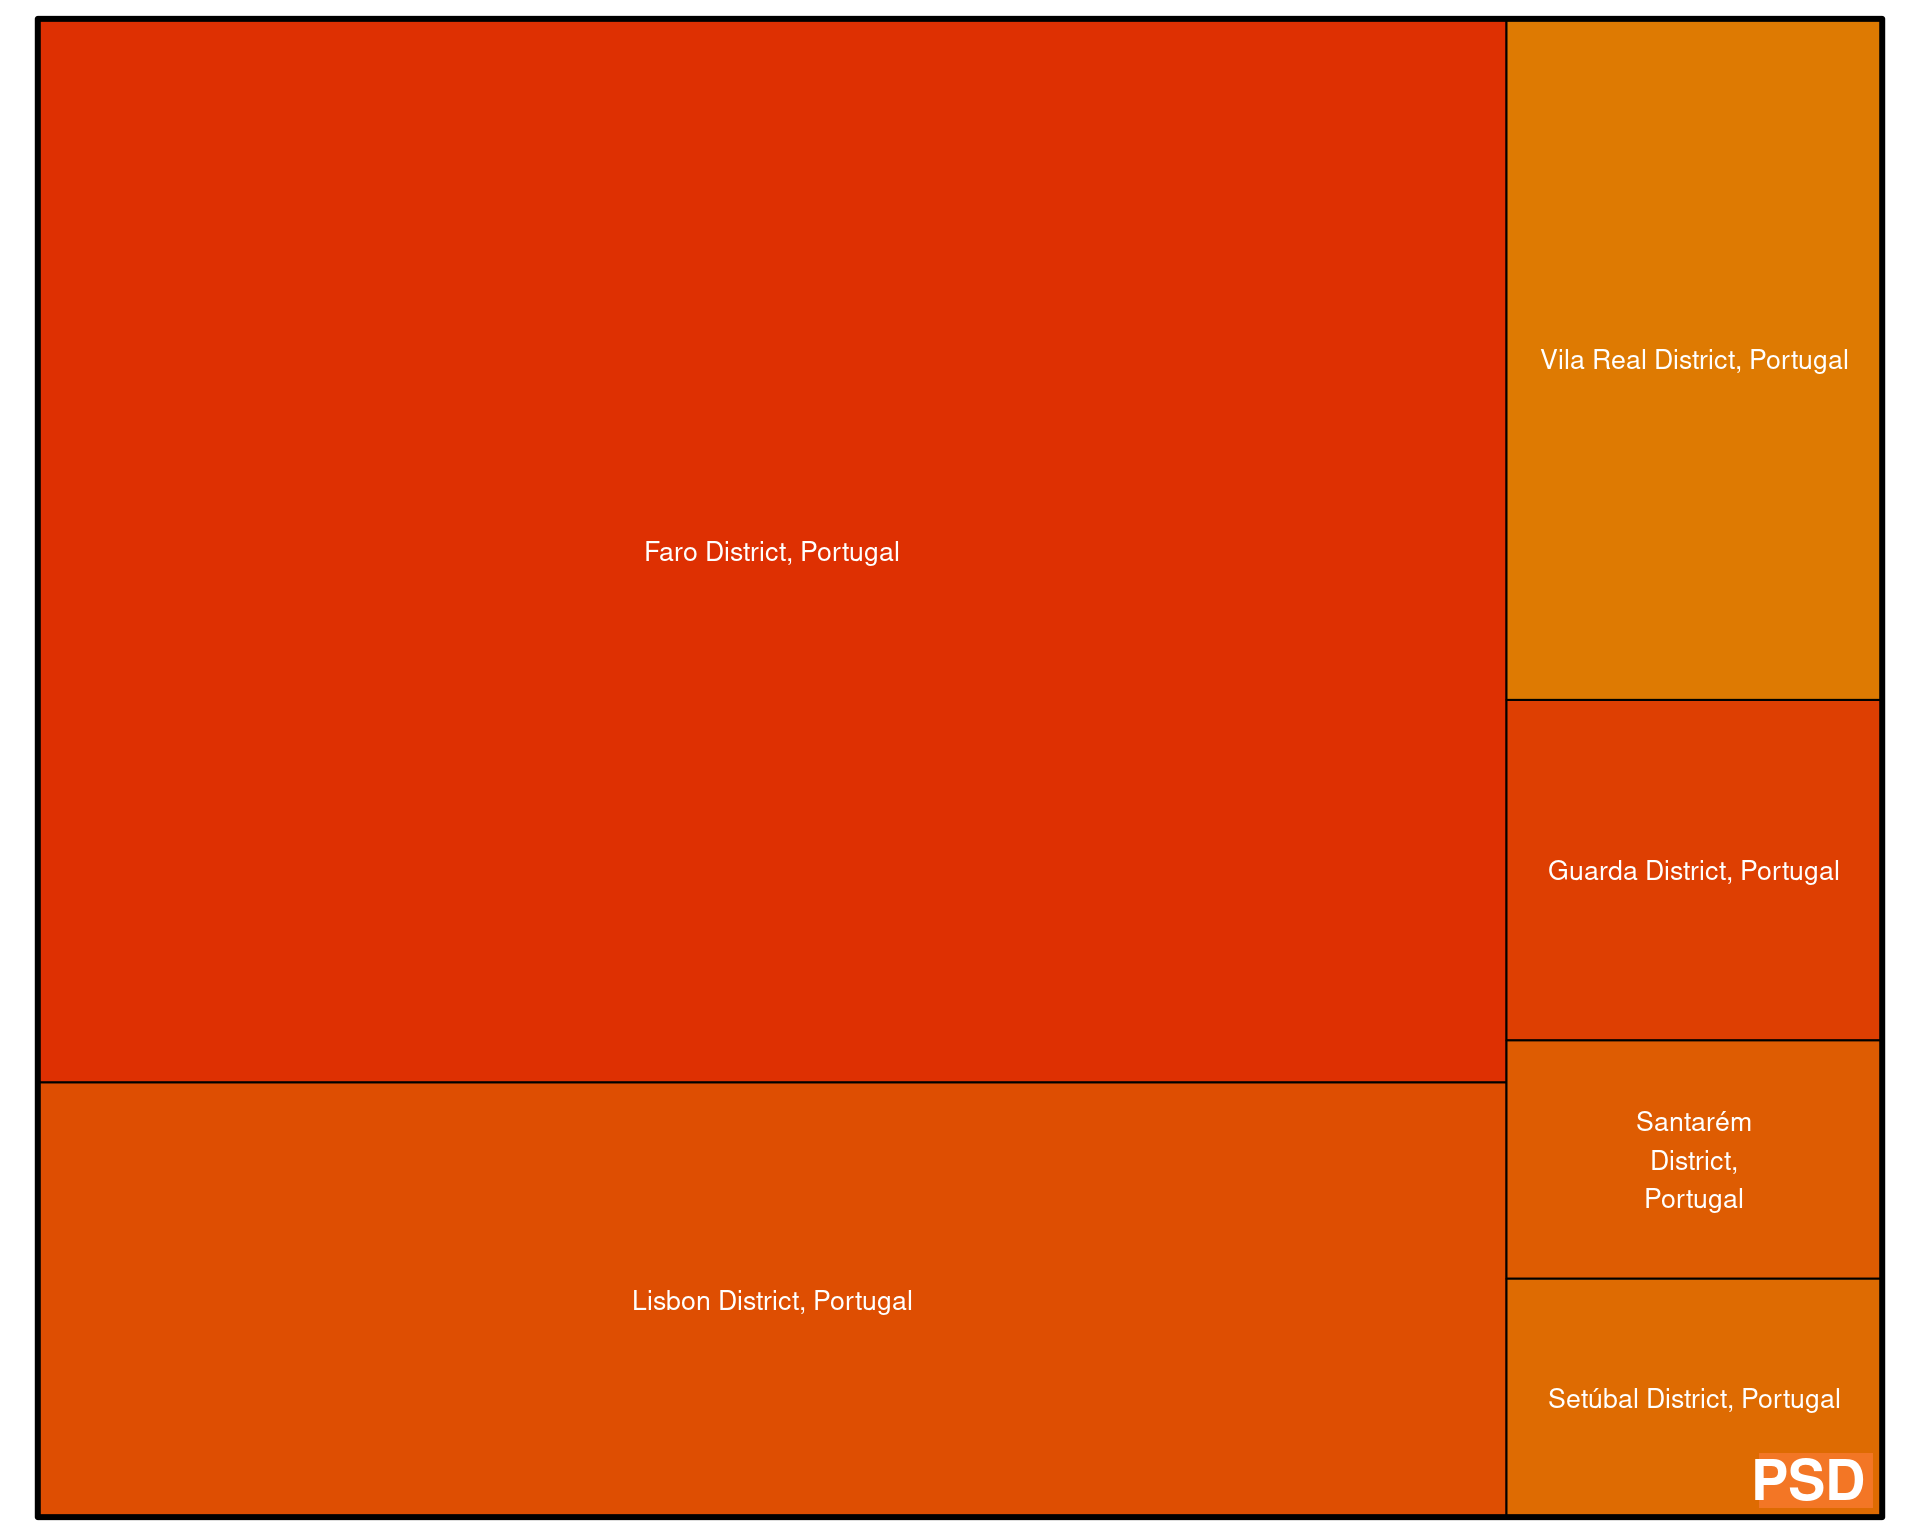 Faro District, Portugal
Lisbon District, Portugal
Vila Real District, Portugal
Guarda District, Portugal
Santarém
District,
Portugal
Setúbal District, Portugal
PSD